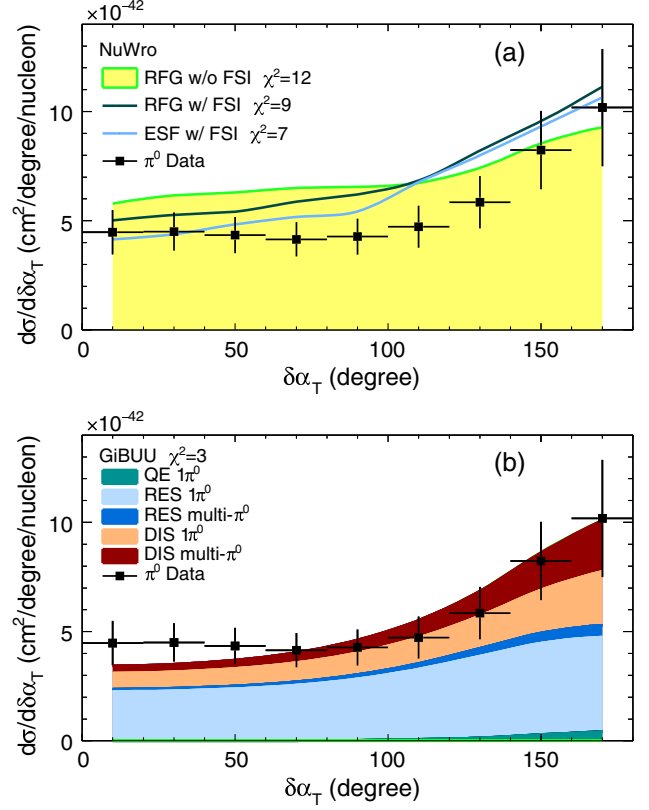 ×10⁻⁴²
NuWro
(a)
RFG w/o FSI χ²=12
RFG w/ FSI χ²=9
ESF w/ FSI χ²=7
π⁰ Data
dσ/dδα_T (cm²/degree/nucleon)
10
5
0
0 50 100 150
δα_T (degree)
×10⁻⁴²
GiBUU χ²=3
(b)
QE 1π⁰
RES 1π⁰
RES multi-π⁰
DIS 1π⁰
DIS multi-π⁰
π⁰ Data
dσ/dδα_T (cm²/degree/nucleon)
10
5
0
0 50 100 150
δα_T (degree)